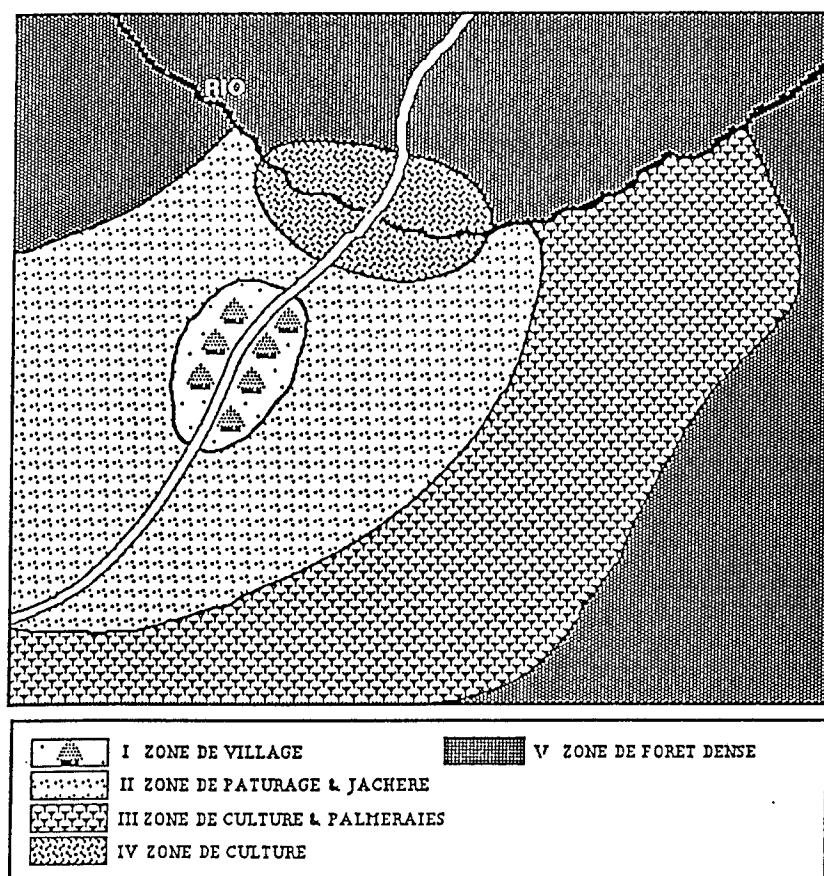 RIO
I ZONE DE VILLAGE
V ZONE DE FORET DENSE
II ZONE DE PATURAGE & JACHERE
III ZONE DE CULTURE & PALMERAIES
IV ZONE DE CULTURE